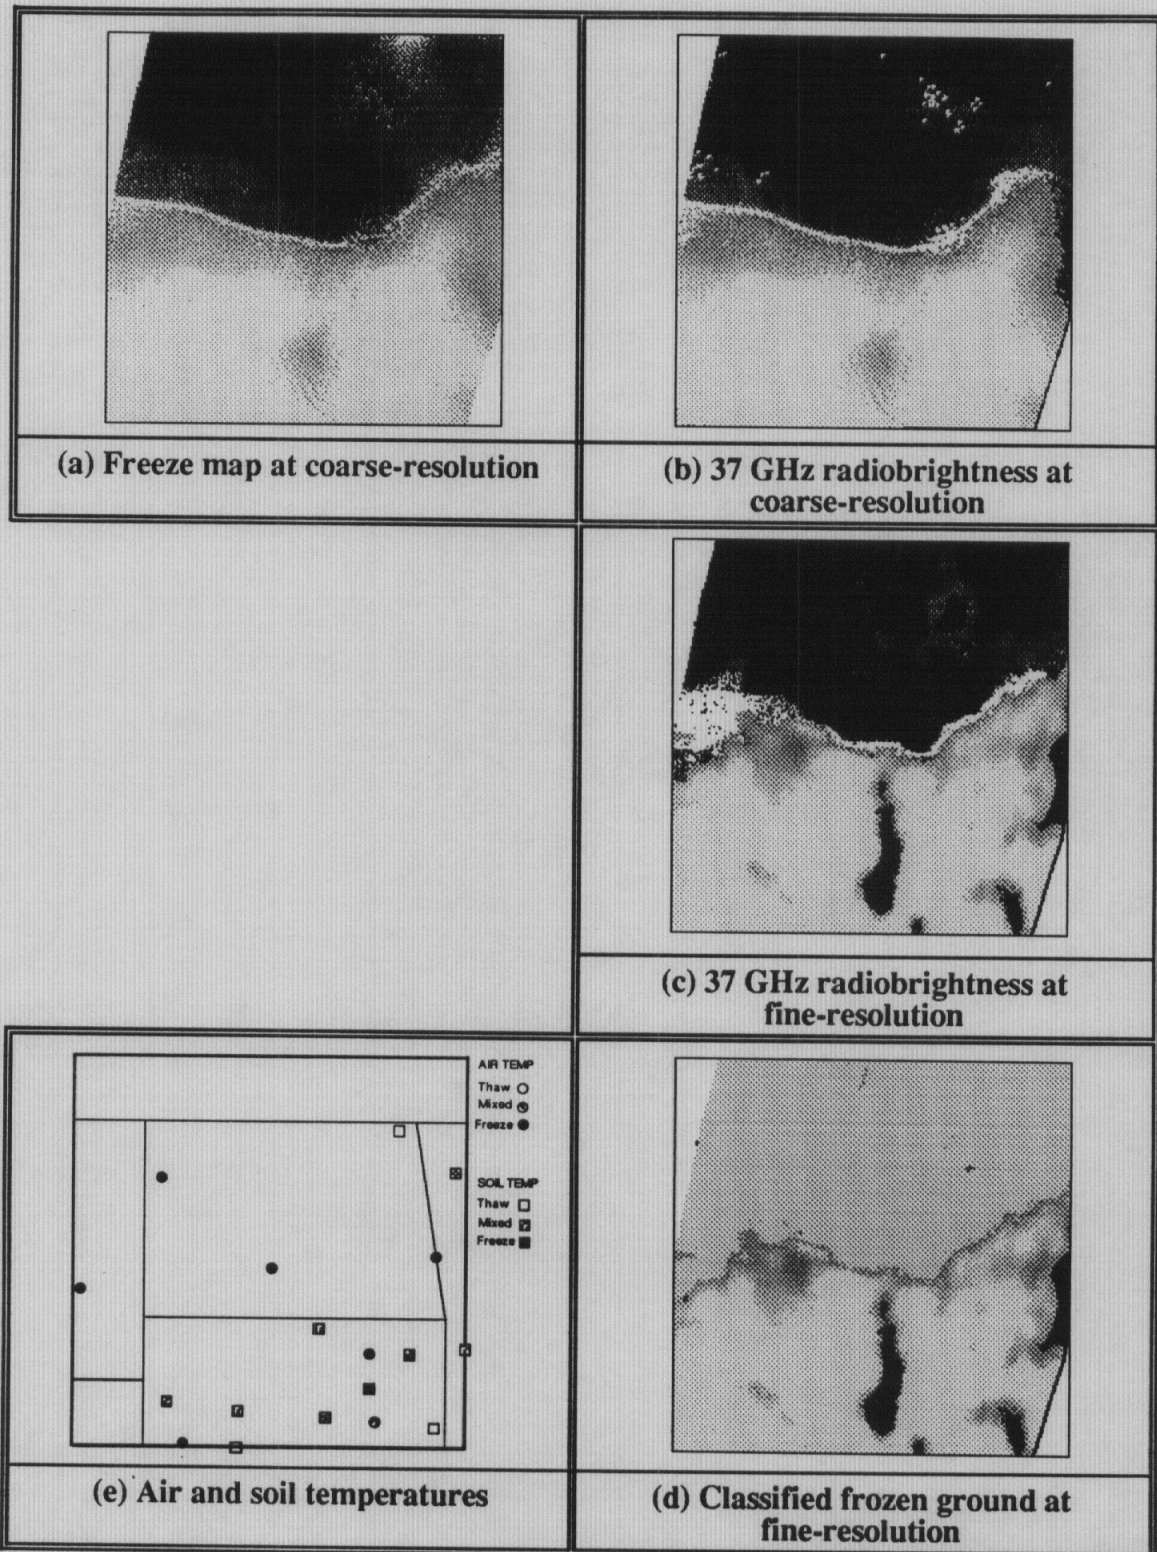 (a) Freeze map at coarse-resolution
(b) 37 GHz radiobrightness at
coarse-resolution
(c) 37 GHz radiobrightness at
fine-resolution
AIR TEMP
Thaw
Mixed
Freeze
SOIL TEMP
Thaw
Mixed
Freeze
(e) Air and soil temperatures
(d) Classified frozen ground at
fine-resolution